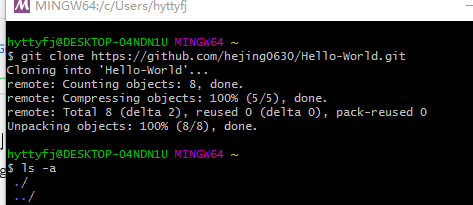 MINGW64:/c/Users/hyttyfj
hyttyfj@DESKTOP-O4NDN1U MINGW64 ~
$ git clone https://github.com/hejing0630/Hello-World.git
Cloning into 'Hello-World'...
remote: Counting objects: 8, done.
remote: Compressing objects: 100% (5/5), done.
remote: Total 8 (delta 2), reused 0 (delta 0), pack-reused 0
Unpacking objects: 100% (8/8), done.
hyttyfj@DESKTOP-O4NDN1U MINGW64 ~
$ ls -a
./
../